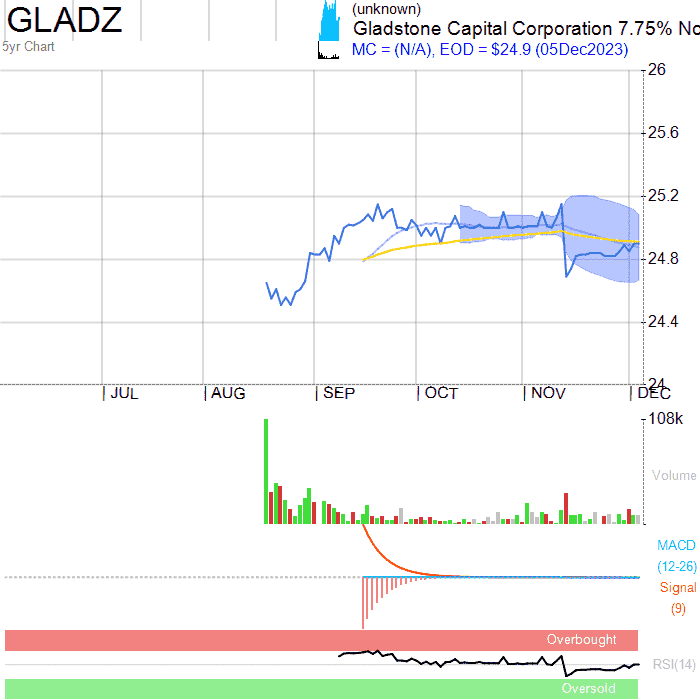 GLADZ
(unknown)
Gladstone Capital Corporation 7.75% No
MC = (N/A), EOD = $24.9 (05Dec2023)
5yr Chart
26
25.6
25.2
24.8
24.4
24
JUL AUG SEP OCT NOV DEC
108k
Volume
MACD
(12-26)
Signal
(9)
Overbought
RSI(14)
Oversold